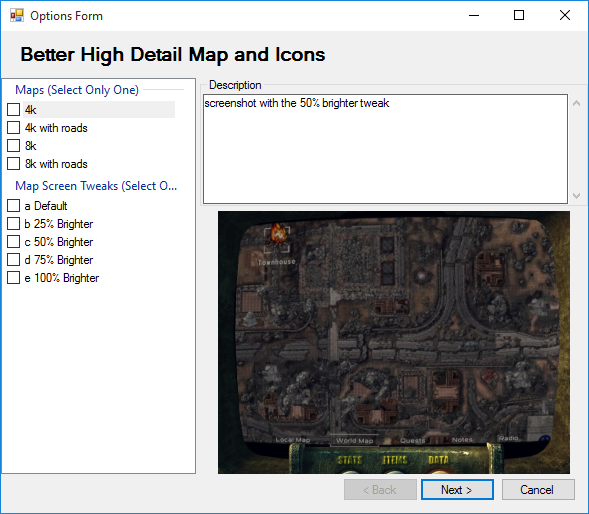 Options Form
Better High Detail Map and Icons
Maps (Select Only One)
4k
4k with roads
8k
8k with roads
Map Screen Tweaks (Select O...
a Default
b 25% Brighter
c 50% Brighter
d 75% Brighter
e 100% Brighter
Description
screenshot with the 50% brighter tweak
Townhouse
Local Map World Map Quests Notes Radio
STATS ITEMS DATA
< Back Next > Cancel